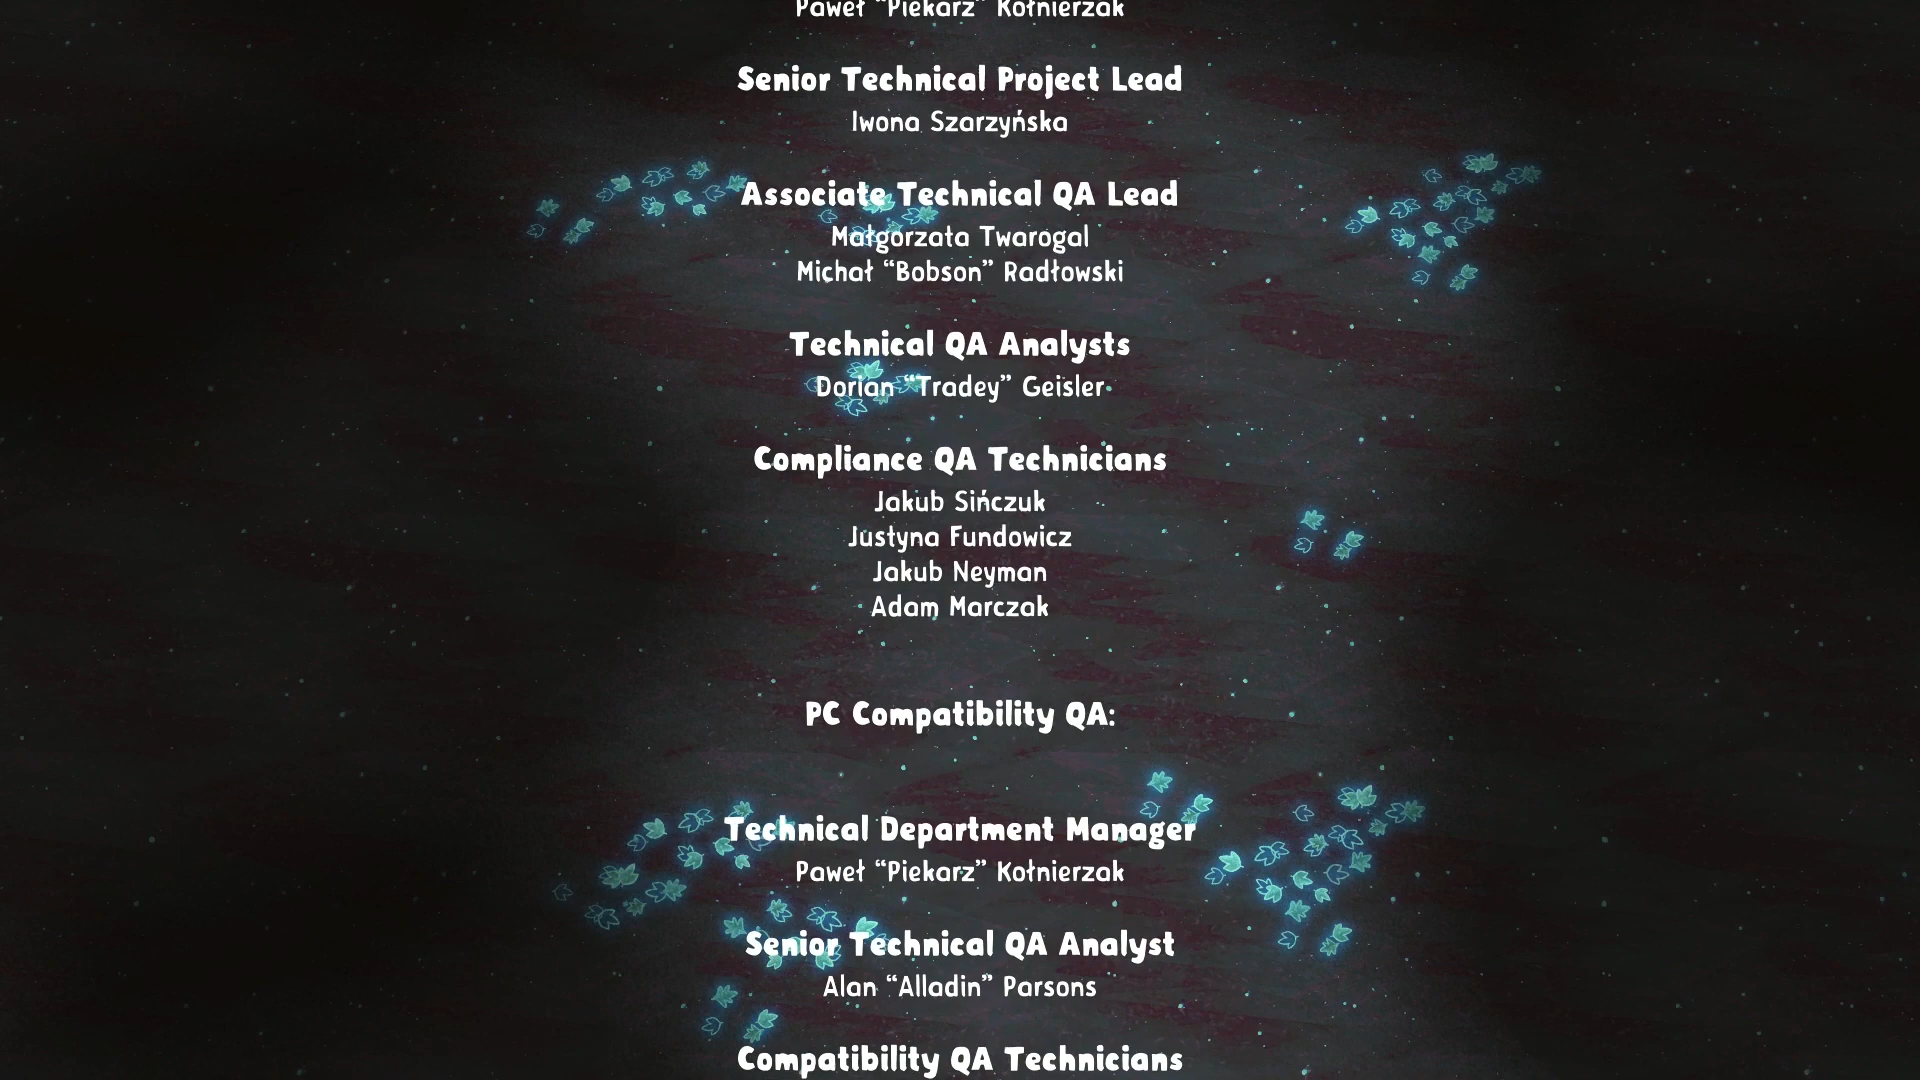 Paweł “Piekarz” Kołnierzak
Senior Technical Project Lead
Iwona Szarzyńska
Associate Technical QA Lead
Małgorzata Twarogal
Michał “Bobson” Radłowski
Technical QA Analysts
Dorian “Tradey” Geisler
Compliance QA Technicians
Jakub Sińczuk
Justyna Fundowicz
Jakub Neyman
Adam Marczak
PC Compatibility QA:
Technical Department Manager
Paweł “Piekarz” Kołnierzak
Senior Technical QA Analyst
Alan “Alladin” Parsons
Compatibility QA Technicians